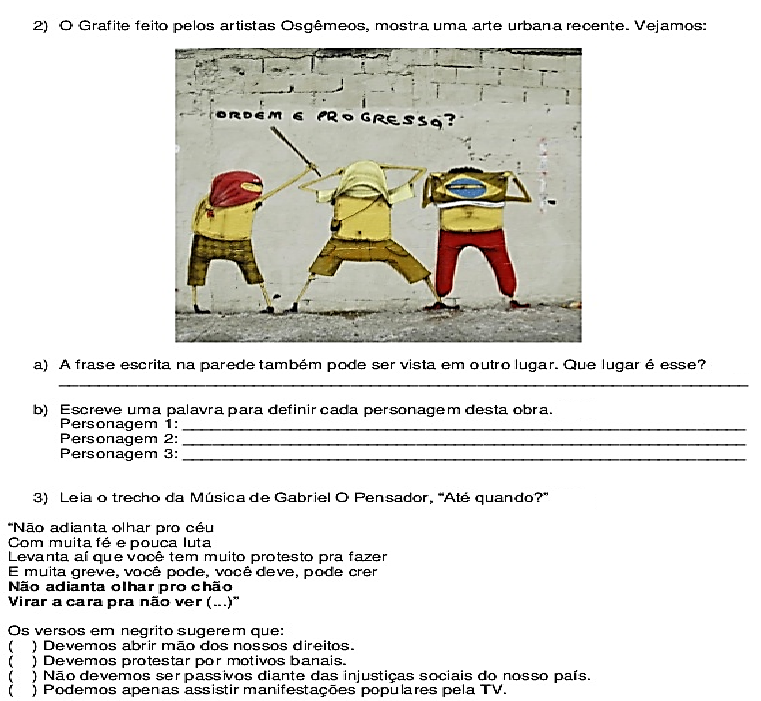 2) O Grafite feito pelos artistas Osgêmeos, mostra uma arte urbana recente. Vejamos:
ORDEM E PROGRESSO?
a) A frase escrita na parede também pode ser vista em outro lugar. Que lugar é esse?
b) Escreve uma palavra para definir cada personagem desta obra.
Personagem 1:
Personagem 2:
Personagem 3:
3) Leia o trecho da Música de Gabriel O Pensador, "Até quando?"
"Não adianta olhar pro céu
Com muita fé e pouca luta
Levanta aí que você tem muito protesto pra fazer
E muita greve, você pode, você deve, pode crer
Não adianta olhar pro chão
Virar a cara pra não ver (...)"
Os versos em negrito sugerem que:
( ) Devemos abrir mão dos nossos direitos.
( ) Devemos protestar por motivos banais.
( ) Não devemos ser passivos diante das injustiças sociais do nosso país.
( ) Podemos apenas assistir manifestações populares pela TV.